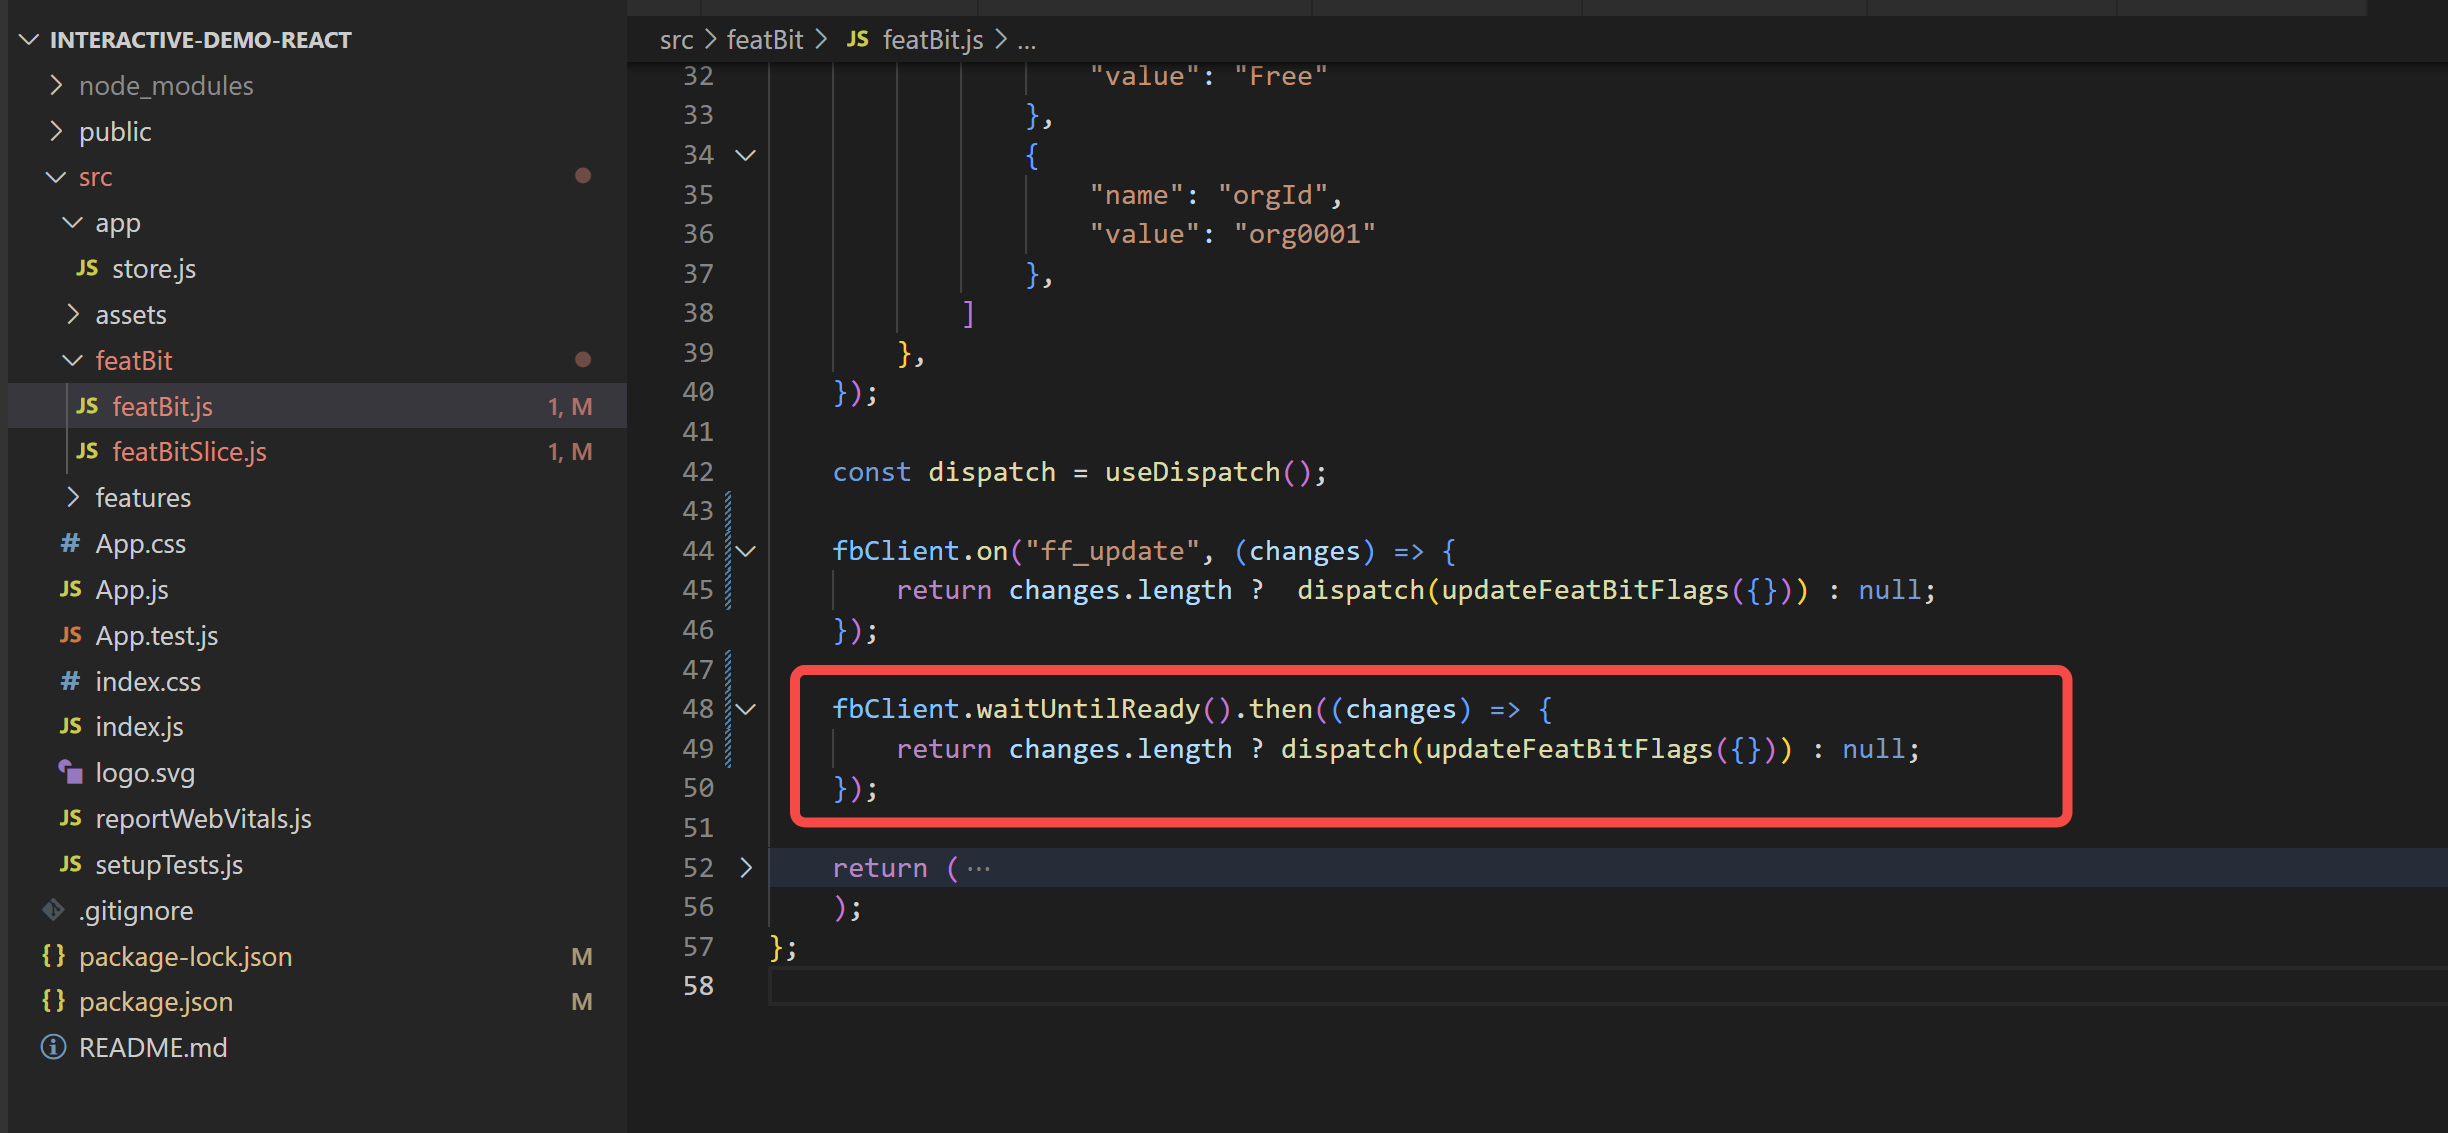 INTERACTIVE-DEMO-REACT
node_modules
public
src
app
JS store.js
assets
featBit
JS featBit.js 1, M
JS featBitSlice.js 1, M
features
# App.css
JS App.js
JS App.test.js
# index.css
JS index.js
logo.svg
JS reportWebVitals.js
JS setupTests.js
.gitignore
{} package-lock.json M
{} package.json M
README.md
src > featBit > JS featBit.js > ...
32 "value": "Free"
33 },
34 {
35 "name": "orgId",
36 "value": "org0001"
37 },
38 ]
39 },
40 });
41
42 const dispatch = useDispatch();
43
44 fbClient.on("ff_update", (changes) => {
45 return changes.length ?  dispatch(updateFeatBitFlags({})) : null;
46 });
47
48 fbClient.waitUntilReady().then((changes) => {
49 return changes.length ? dispatch(updateFeatBitFlags({})) : null;
50 });
51
52 return ( ···
56 );
57 };
58